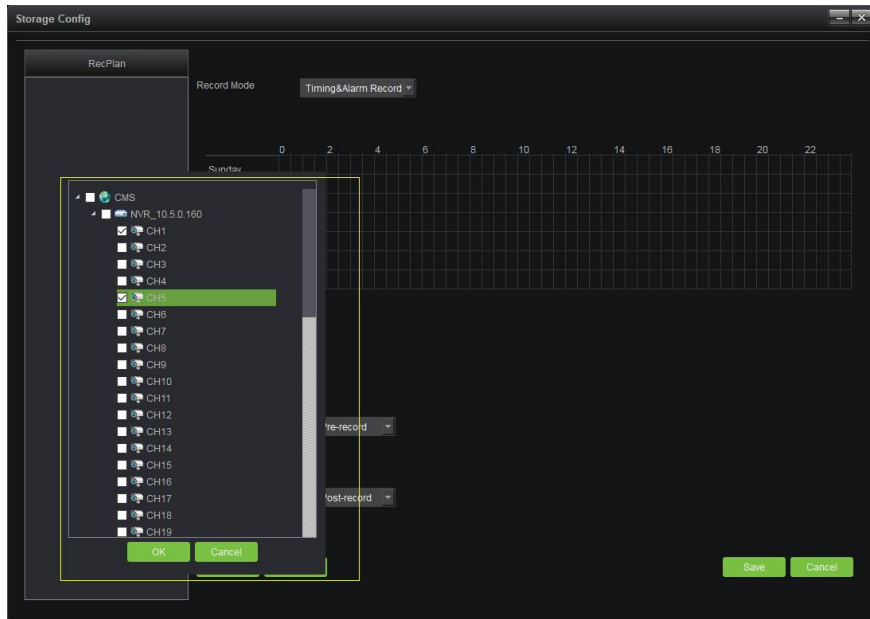 Storage Config
RecPlan
Record Mode Timing&Alarm Record
0 2 4 6 8 10 12 14 16 18 20 22
Sunday
CMS
NVR_10.5.0.160
CH1
CH2
CH3
CH4
CH5
CH6
CH7
CH8
CH9
CH10
CH11
CH12
CH13
CH14
CH15
CH16
CH17
CH18
CH19
Pre-record
Post-record
OK Cancel
Save Cancel